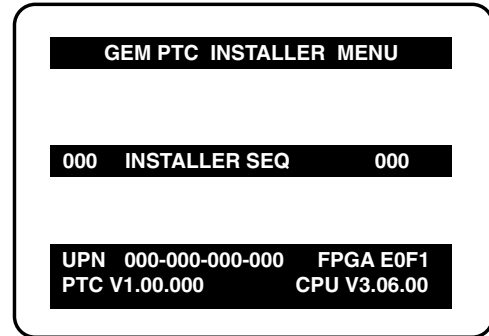 GEM PTC INSTALLER MENU
000 INSTALLER SEQ 000
UPN 000-000-000-000 FPGA E0F1
PTC V1.00.000 CPU V3.06.00